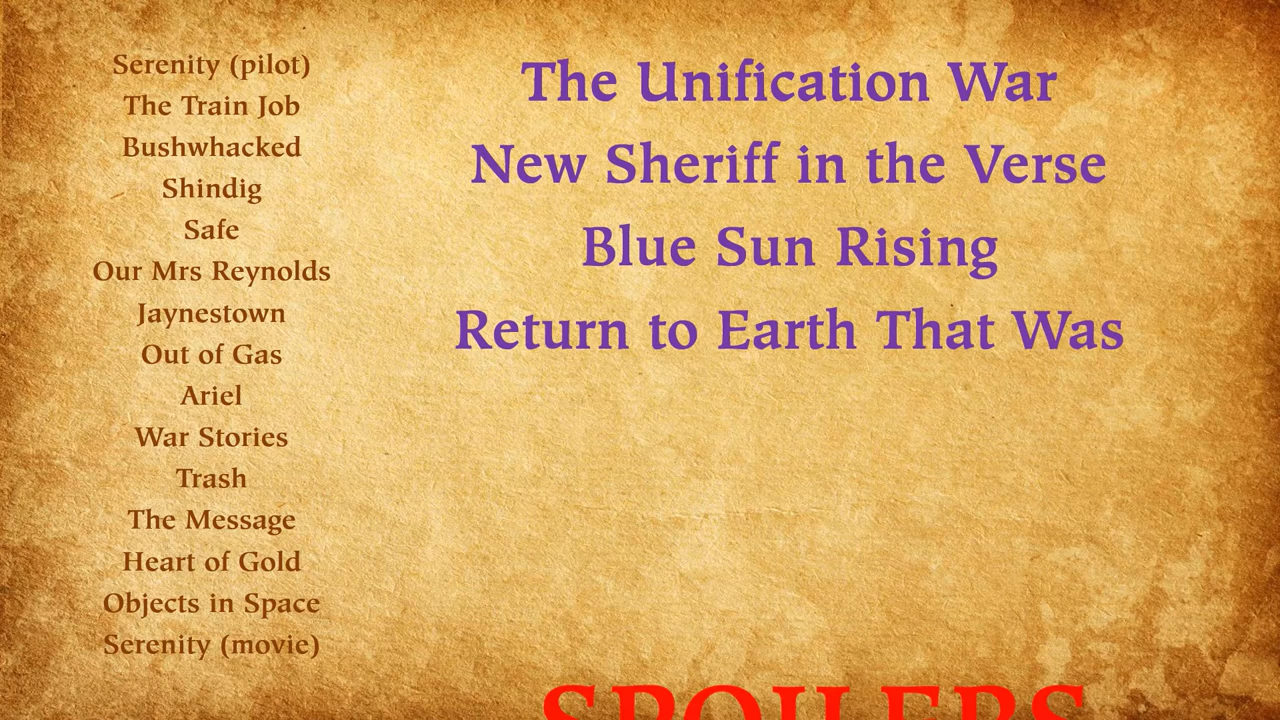 Serenity (pilot)
The Train Job
Bushwhacked
Shindig
Safe
Our Mrs Reynolds
Jaynestown
Out of Gas
Ariel
War Stories
Trash
The Message
Heart of Gold
Objects in Space
Serenity (movie)
The Unification War
New Sheriff in the Verse
Blue Sun Rising
Return to Earth That Was
SPOILERS